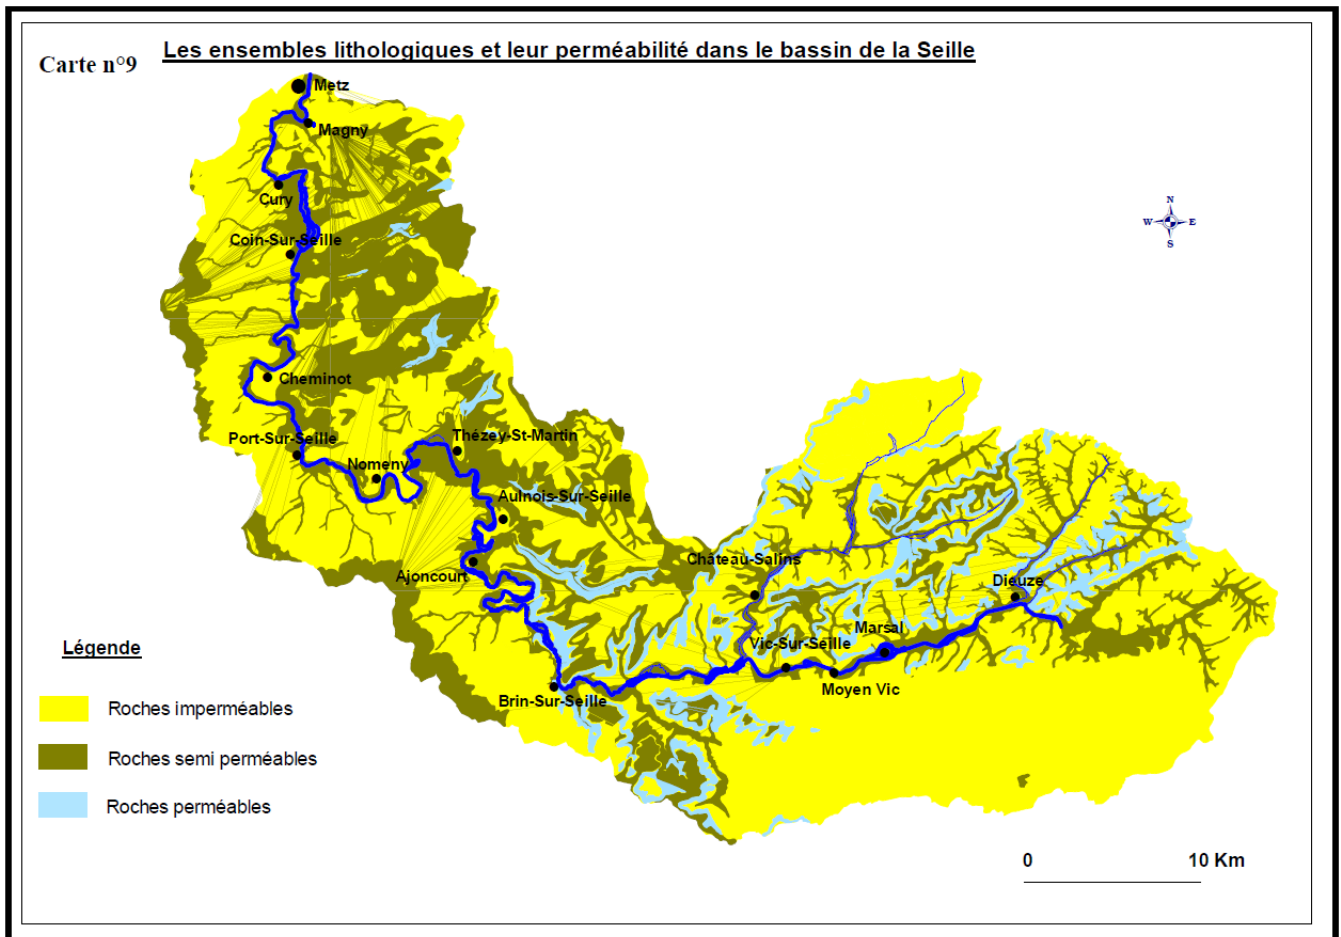 Carte n°9
Les ensembles lithologiques et leur perméabilité dans le bassin de la Seille
Metz
Magny
Cury
Coin-Sur-Seille
Cheminot
Port-Sur-Seille
Nomeny
Thézey-St-Martin
Aulnois-Sur-Seille
Ajoncourt
Brin-Sur-Seille
Château-Salins
Vic-Sur-Seille
Moyen Vic
Marsal
Dieuze
N
W
E
S
Légende
Roches imperméables
Roches semi perméables
Roches perméables
0
10 Km